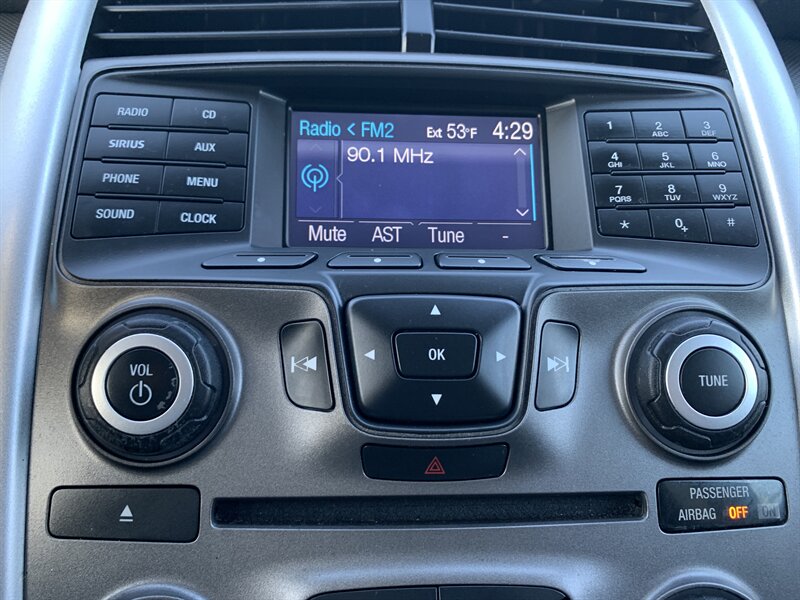 RADIO CD
SIRIUS AUX
PHONE MENU
SOUND CLOCK
Radio < FM2 Ext 53°F 4:29
90.1 MHz
Mute AST Tune -
1 2 ABC 3 DEF
4 GHI 5 JKL 6 MNO
7 PQRS 8 TUV 9 WXYZ
* 0 + #
VOL
OK
TUNE
PASSENGER
AIRBAG OFF ON